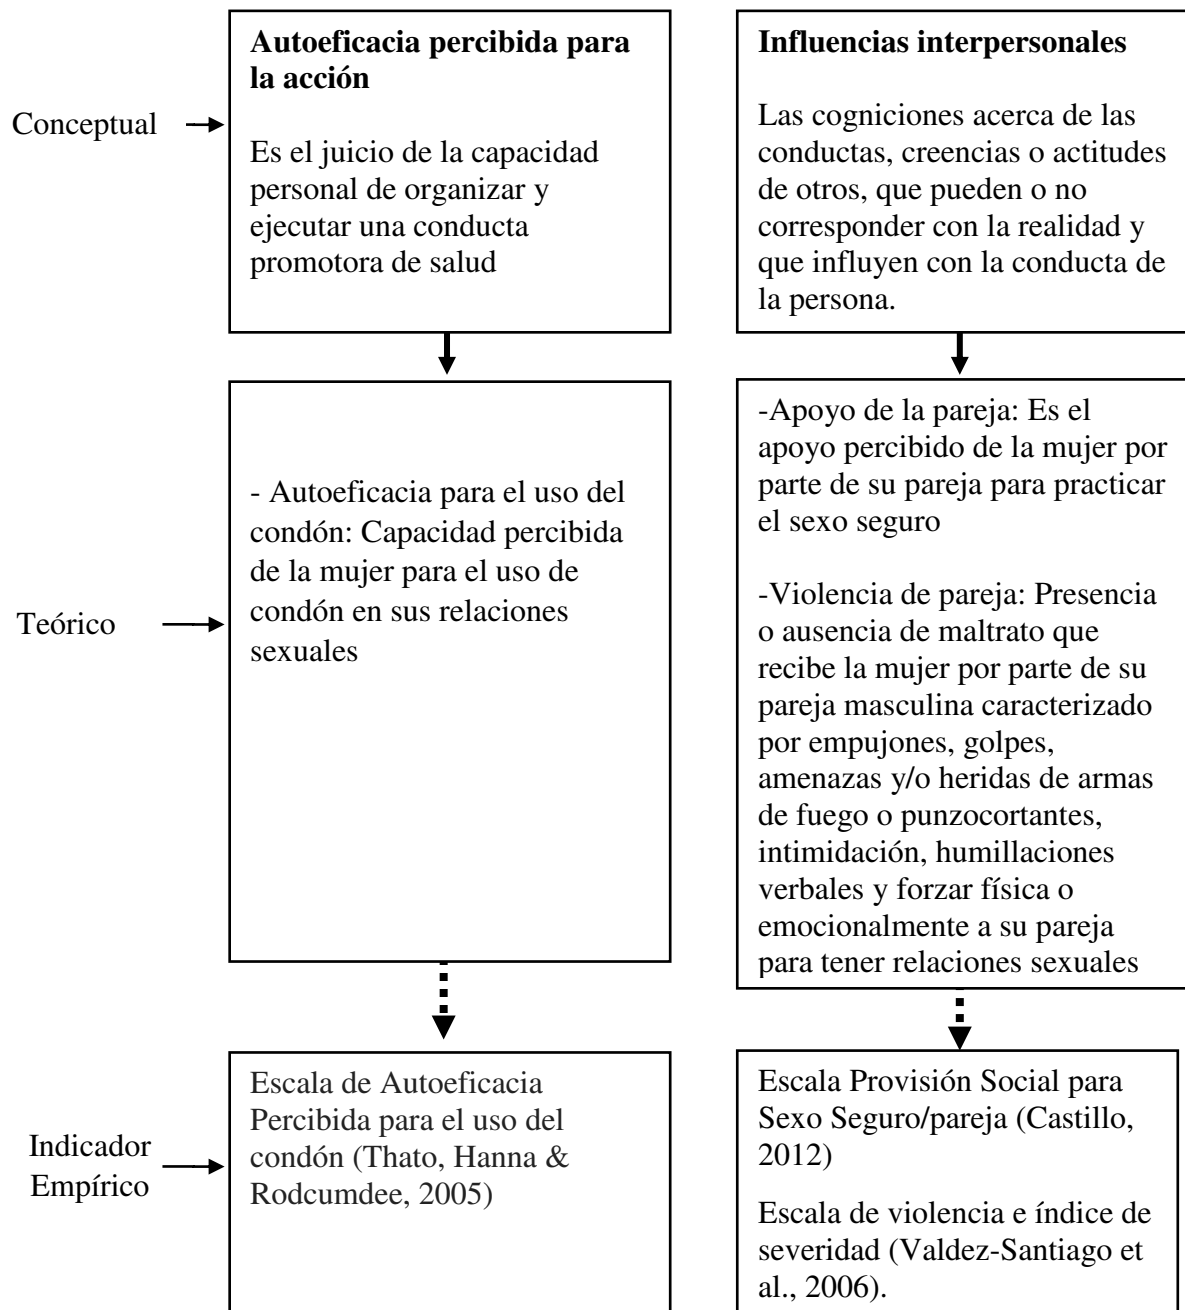 Conceptual
Autoeficacia percibida para
la acción
Es el juicio de la capacidad
personal de organizar y
ejecutar una conducta
promotora de salud
Influencias interpersonales
Las cogniciones acerca de las
conductas, creencias o actitudes
de otros, que pueden o no
corresponder con la realidad y
que influyen con la conducta de
la persona.
Teórico
- Autoeficacia para el uso del
condón: Capacidad percibida
de la mujer para el uso de
condón en sus relaciones
sexuales
-Apoyo de la pareja: Es el
apoyo percibido de la mujer por
parte de su pareja para practicar
el sexo seguro
-Violencia de pareja: Presencia
o ausencia de maltrato que
recibe la mujer por parte de su
pareja masculina caracterizado
por empujones, golpes,
amenazas y/o heridas de armas
de fuego o punzocortantes,
intimidación, humillaciones
verbales y forzar física o
emocionalmente a su pareja
para tener relaciones sexuales
Indicador
Empírico
Escala de Autoeficacia
Percibida para el uso del
condón (Thato, Hanna &
Rodcumdee, 2005)
Escala Provisión Social para
Sexo Seguro/pareja (Castillo,
2012)
Escala de violencia e índice de
severidad (Valdez-Santiago et
al., 2006).